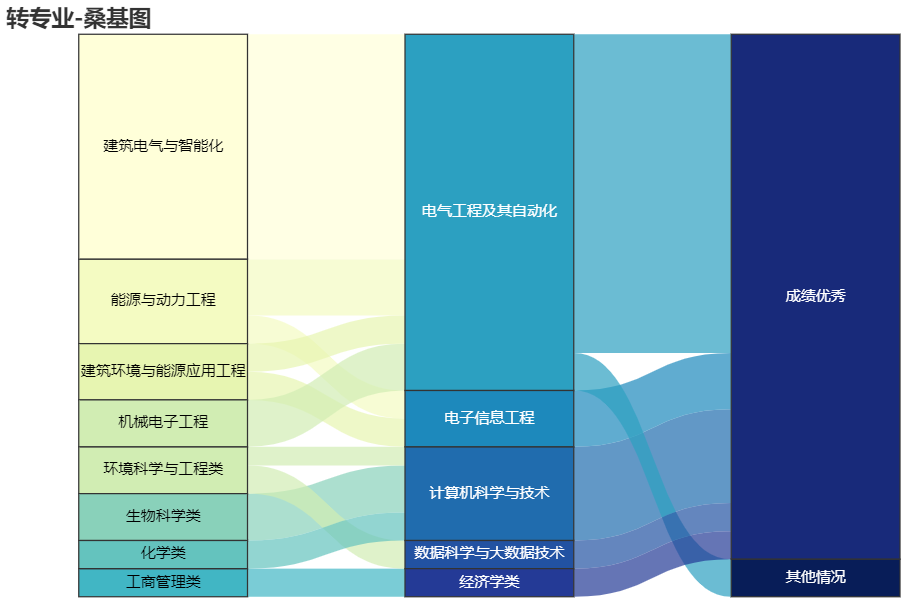 转专业-桑基图
建筑电气与智能化
能源与动力工程
建筑环境与能源应用工程
机械电子工程
环境科学与工程类
生物科学类
化学类
工商管理类
电气工程及其自动化
电子信息工程
计算机科学与技术
数据科学与大数据技术
经济学类
成绩优秀
其他情况